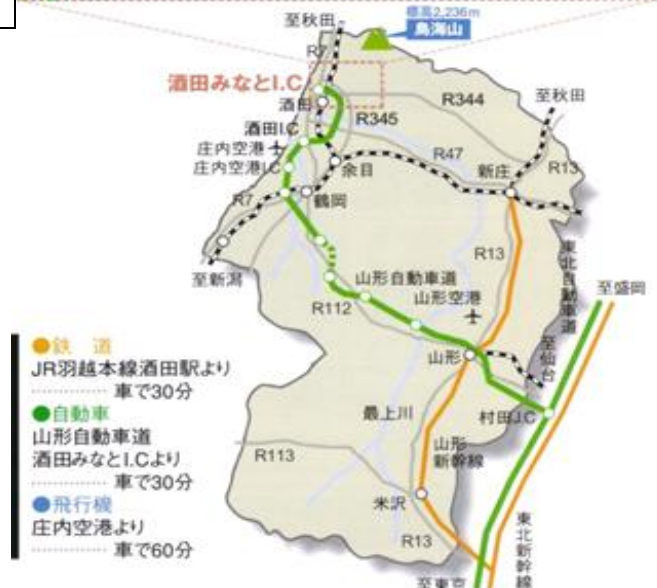 至秋田
標高2,236m
鳥海山
R7
酒田みなとI.C
酒田
R344
至秋田
R345
酒田I.C
庄内空港
庄内空港I.C
余目
R47
新庄
R13
R7
鶴岡
至新潟
R13
東北自動車道
山形自動車道
山形空港
至盛岡
R112
山形
至仙台
最上川
村田J.C
R113
山形
新幹線
米沢
R13
東北新幹線
至東京
●鉄 道
JR羽越本線酒田駅より
車で30分
●自動車
山形自動車道
酒田みなとI.Cより
車で30分
●飛行機
庄内空港より
車で60分